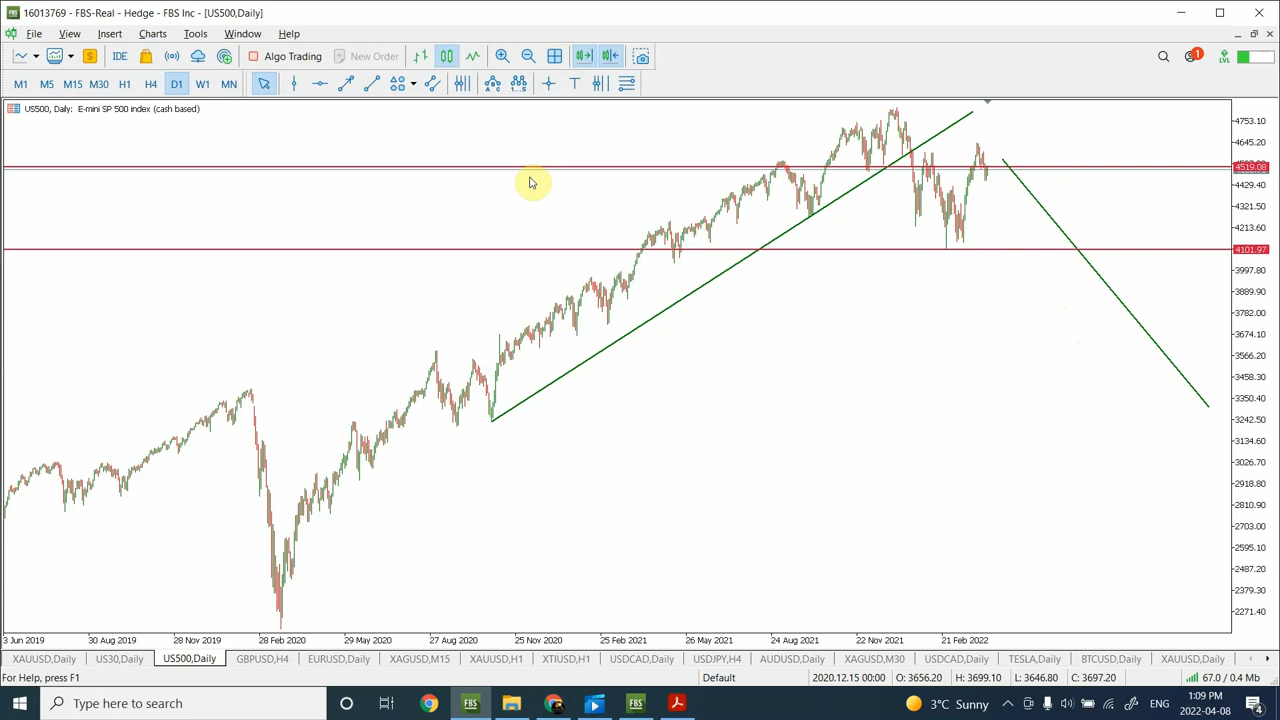 16013769 - FBS-Real - Hedge - FBS Inc - [US500,Daily]
File View Insert Charts Tools Window Help
IDE Algo Trading New Order 1 LVL
M1 M5 M15 M30 H1 H4 D1 W1 MN
US500, Daily: E-mini SP 500 index (cash based)
4753.10
4645.20
4519.08
4429.40
4321.50
4213.60
4101.97
3997.80
3889.90
3782.00
3674.10
3566.20
3458.30
3350.40
3242.50
3134.60
3026.70
2918.80
2810.90
2703.00
2595.10
2487.20
2379.30
2271.40
3 Jun 2019 30 Aug 2019 28 Nov 2019 28 Feb 2020 29 May 2020 27 Aug 2020 25 Nov 2020 25 Feb 2021 26 May 2021 24 Aug 2021 22 Nov 2021 21 Feb 2022
XAUUSD,Daily US30,Daily US500,Daily GBPUSD,H4 EURUSD,Daily XAGUSD,M15 XAUUSD,H1 XTIUSD,H1 USDCAD,Daily USDJPY,H4 AUDUSD,Daily XAGUSD,M30 USDCAD,Daily TESLA,Daily BTCUSD,Daily XAUUSD,Daily
For Help, press F1 Default 2020.12.15 00:00 O: 3656.20 H: 3699.10 L: 3646.80 C: 3697.20 67.0 / 0.4 Mb
Type here to search FBS FBS 3°C Sunny ENG 1:09 PM
2022-04-08 4